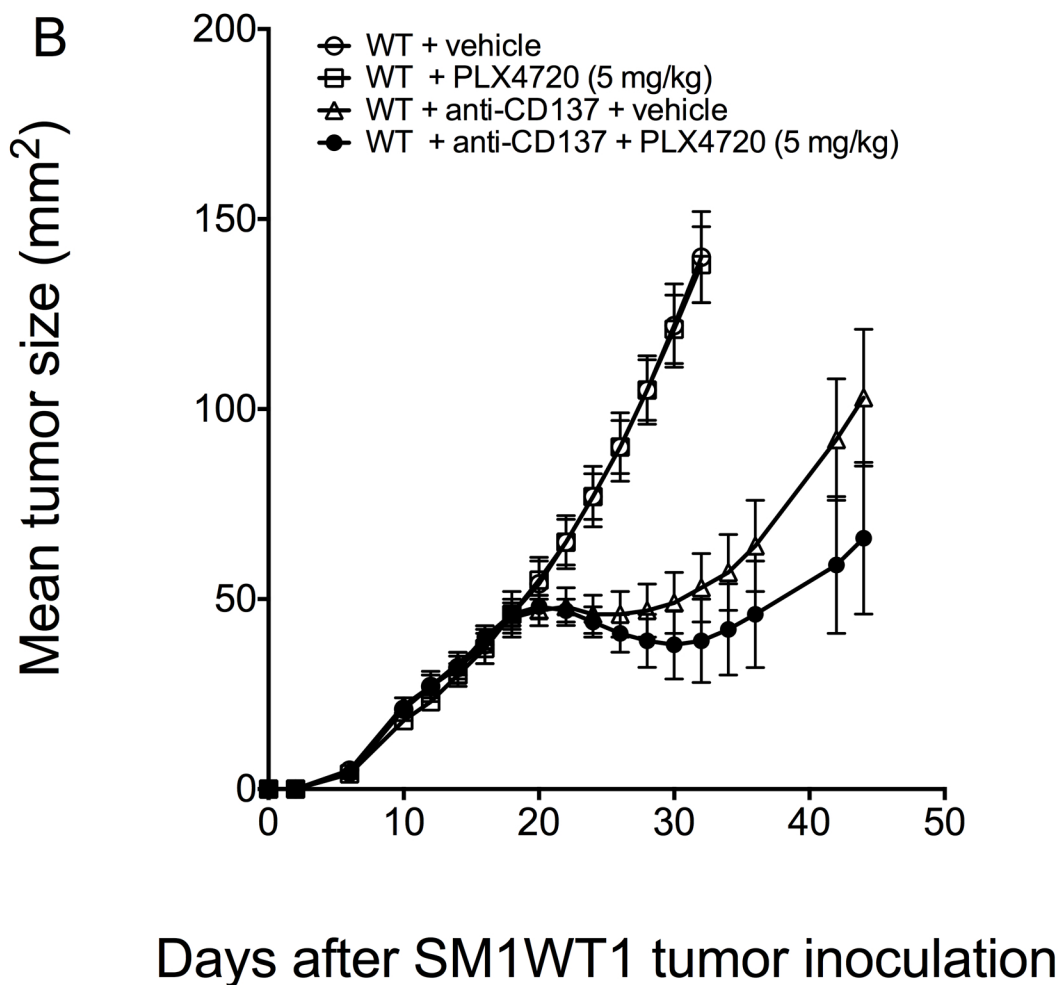 B
200
WT + vehicle
WT + PLX4720 (5 mg/kg)
WT + anti-CD137 + vehicle
WT + anti-CD137 + PLX4720 (5 mg/kg)
Mean tumor size (mm²)
150
100
50
0
0 10 20 30 40 50
Days after SM1WT1 tumor inoculation